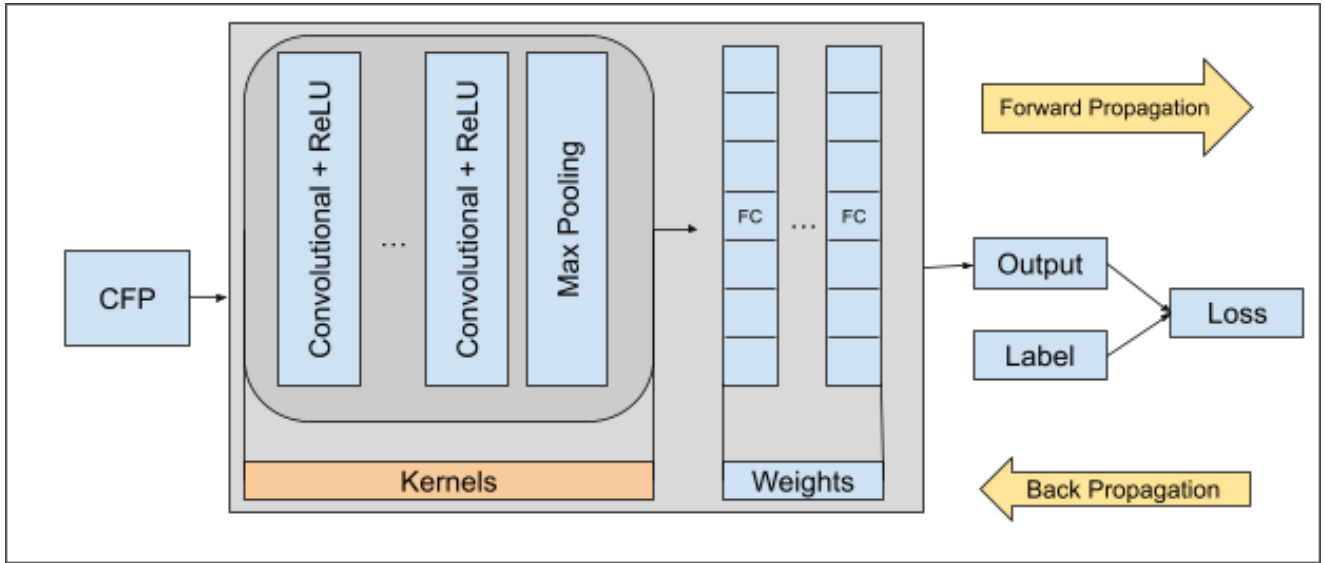 CFP
Convolutional + ReLU
...
Convolutional + ReLU
Max Pooling
Kernels
FC
...
FC
Weights
Forward Propagation
Output
Label
Loss
Back Propagation